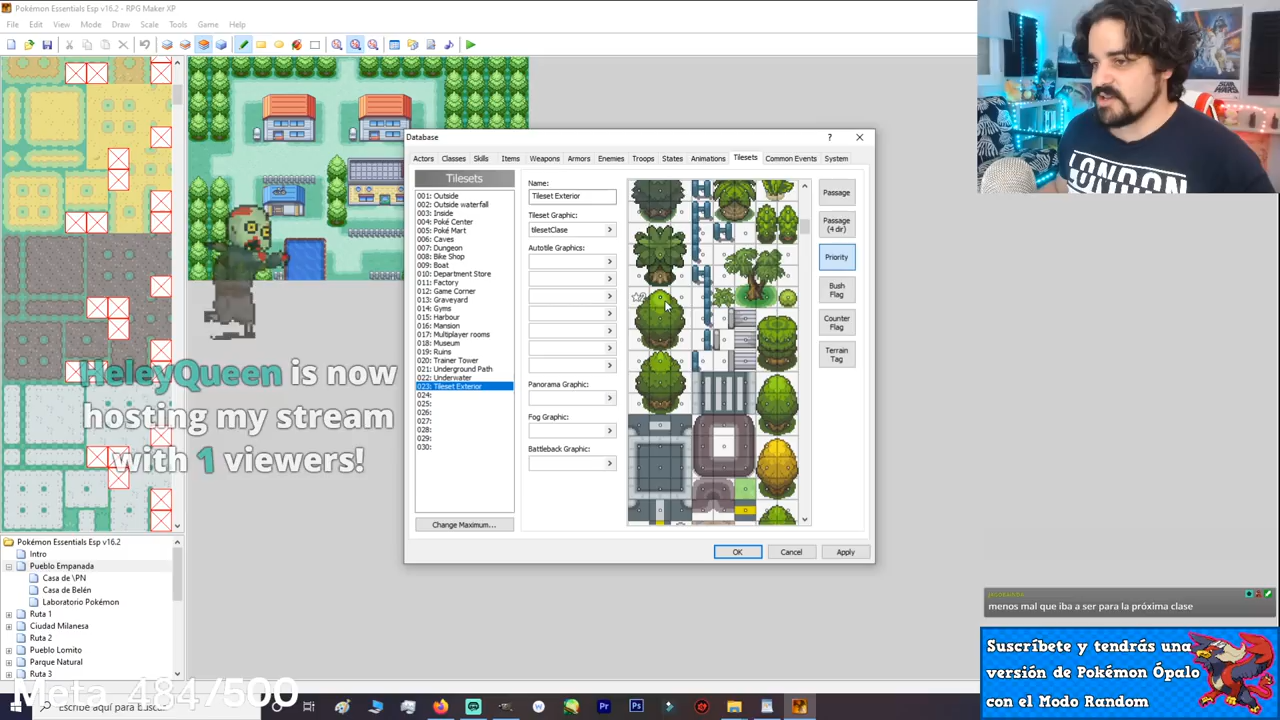 Pokémon Essentials Esp v16.2 - RPG Maker XP
File Edit View Mode Draw Scale Tools Game Help
Database
Actors Classes Skills Items Weapons Armors Enemies Troops States Animations Tilesets Common Events System
Tilesets
001: Outside
002: Outside waterfall
003: Inside
004: Poké Center
005: Poké Mart
006: Caves
007: Dungeon
008: Bike Shop
009: Boat
010: Department Store
011: Factory
012: Game Corner
013: Graveyard
014: Gyms
015: Harbour
016: Mansion
017: Multiplayer rooms
018: Museum
019: Ruins
020: Trainer Tower
021: Underground Path
022: Underwater
023: Tileset Exterior
024:
025:
026:
027:
028:
029:
030:
Change Maximum...
Name:
Tileset Exterior
Tileset Graphic:
tilesetClase
Autotile Graphics:
Panorama Graphic:
Fog Graphic:
Battleback Graphic:
Passage
Passage
(4 dir)
Priority
Bush
Flag
Counter
Flag
Terrain
Tag
OK Cancel Apply
HeleyQueen is now
hosting my stream
with 1 viewers!
Pokémon Essentials Esp v16.2
Intro
Pueblo Empanada
Casa de \PN
Casa de Belén
Laboratorio Pokémon
Ruta 1
Ciudad Milanesa
Ruta 2
Pueblo Lomito
Parque Natural
Ruta 3
Meta 484/500
Escribe aquí para buscar
STAR
WARS
LONDON
menos mal que iba a ser para la próxima clase
Suscríbete y tendrás una
versión de Pokémon Ópalo
con el Modo Random